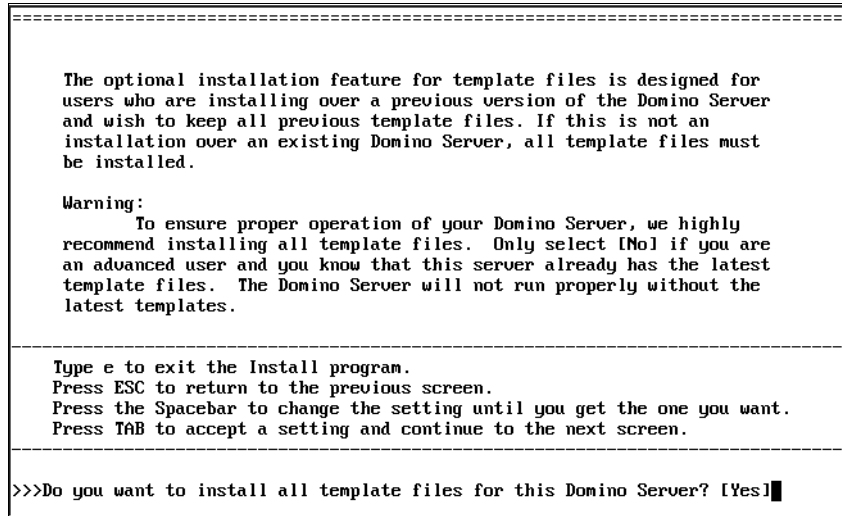 ================================================================================
The optional installation feature for template files is designed for
users who are installing over a previous version of the Domino Server
and wish to keep all previous template files. If this is not an
installation over an existing Domino Server, all template files must
be installed.
Warning:
To ensure proper operation of your Domino Server, we highly
recommend installing all template files. Only select [No] if you are
an advanced user and you know that this server already has the latest
template files. The Domino Server will not run properly without the
latest templates.
--------------------------------------------------------------------------------
Type e to exit the Install program.
Press ESC to return to the previous screen.
Press the Spacebar to change the setting until you get the one you want.
Press TAB to accept a setting and continue to the next screen.
--------------------------------------------------------------------------------
>>>Do you want to install all template files for this Domino Server? [Yes]